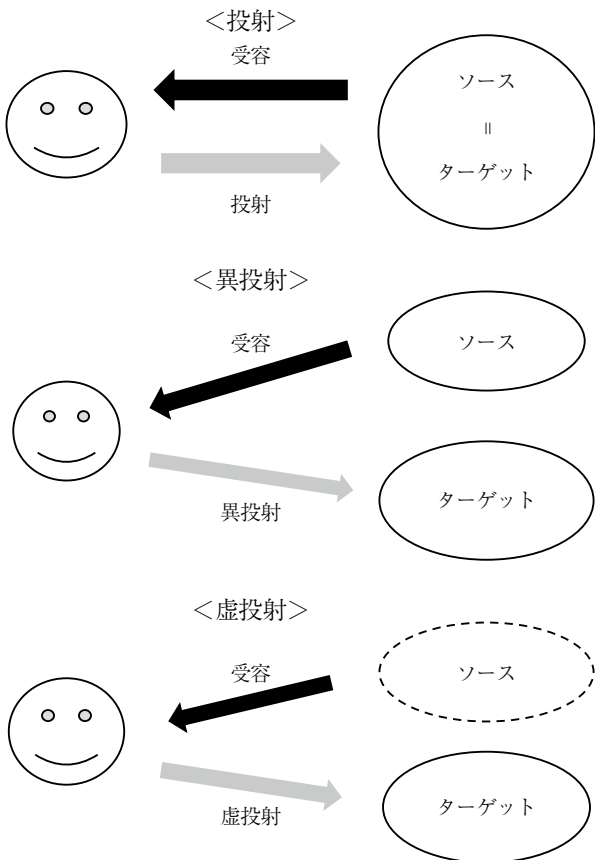 ＜投射＞
受容
ソース
＝
ターゲット
投射
＜異投射＞
受容
ソース
ターゲット
異投射
＜虚投射＞
受容
ソース
ターゲット
虚投射